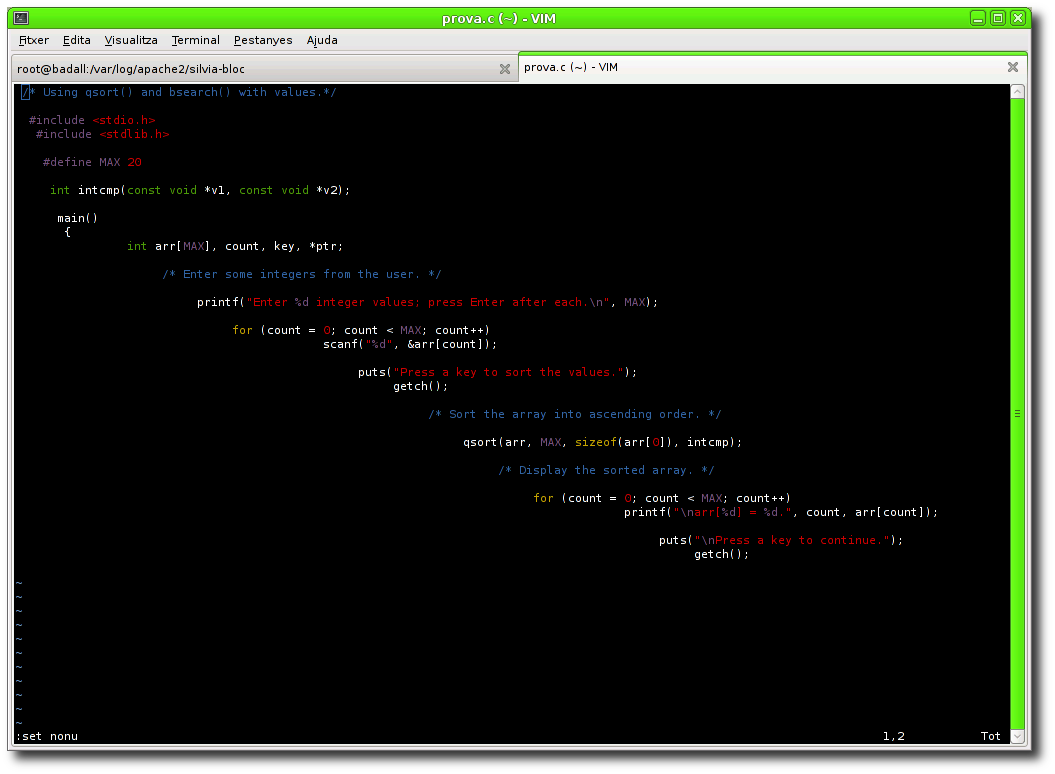 prova.c (~) - VIM
Fitxer Edita Visualitza Terminal Pestanyes Ajuda
root@badall:/var/log/apache2/silvia-bloc
prova.c (~) - VIM
/* Using qsort() and bsearch() with values.*/
#include <stdio.h>
#include <stdlib.h>
#define MAX 20
int intcmp(const void *v1, const void *v2);
main()
{
int arr[MAX], count, key, *ptr;
/* Enter some integers from the user. */
printf("Enter %d integer values; press Enter after each.\n", MAX);
for (count = 0; count < MAX; count++)
scanf("%d", &arr[count]);
puts("Press a key to sort the values.");
getch();
/* Sort the array into ascending order. */
qsort(arr, MAX, sizeof(arr[0]), intcmp);
/* Display the sorted array. */
for (count = 0; count < MAX; count++)
printf("\narr[%d] = %d.", count, arr[count]);
puts("\nPress a key to continue.");
getch();
~
~
~
~
~
~
~
~
~
~
~
:set nonu 1,2 Tot